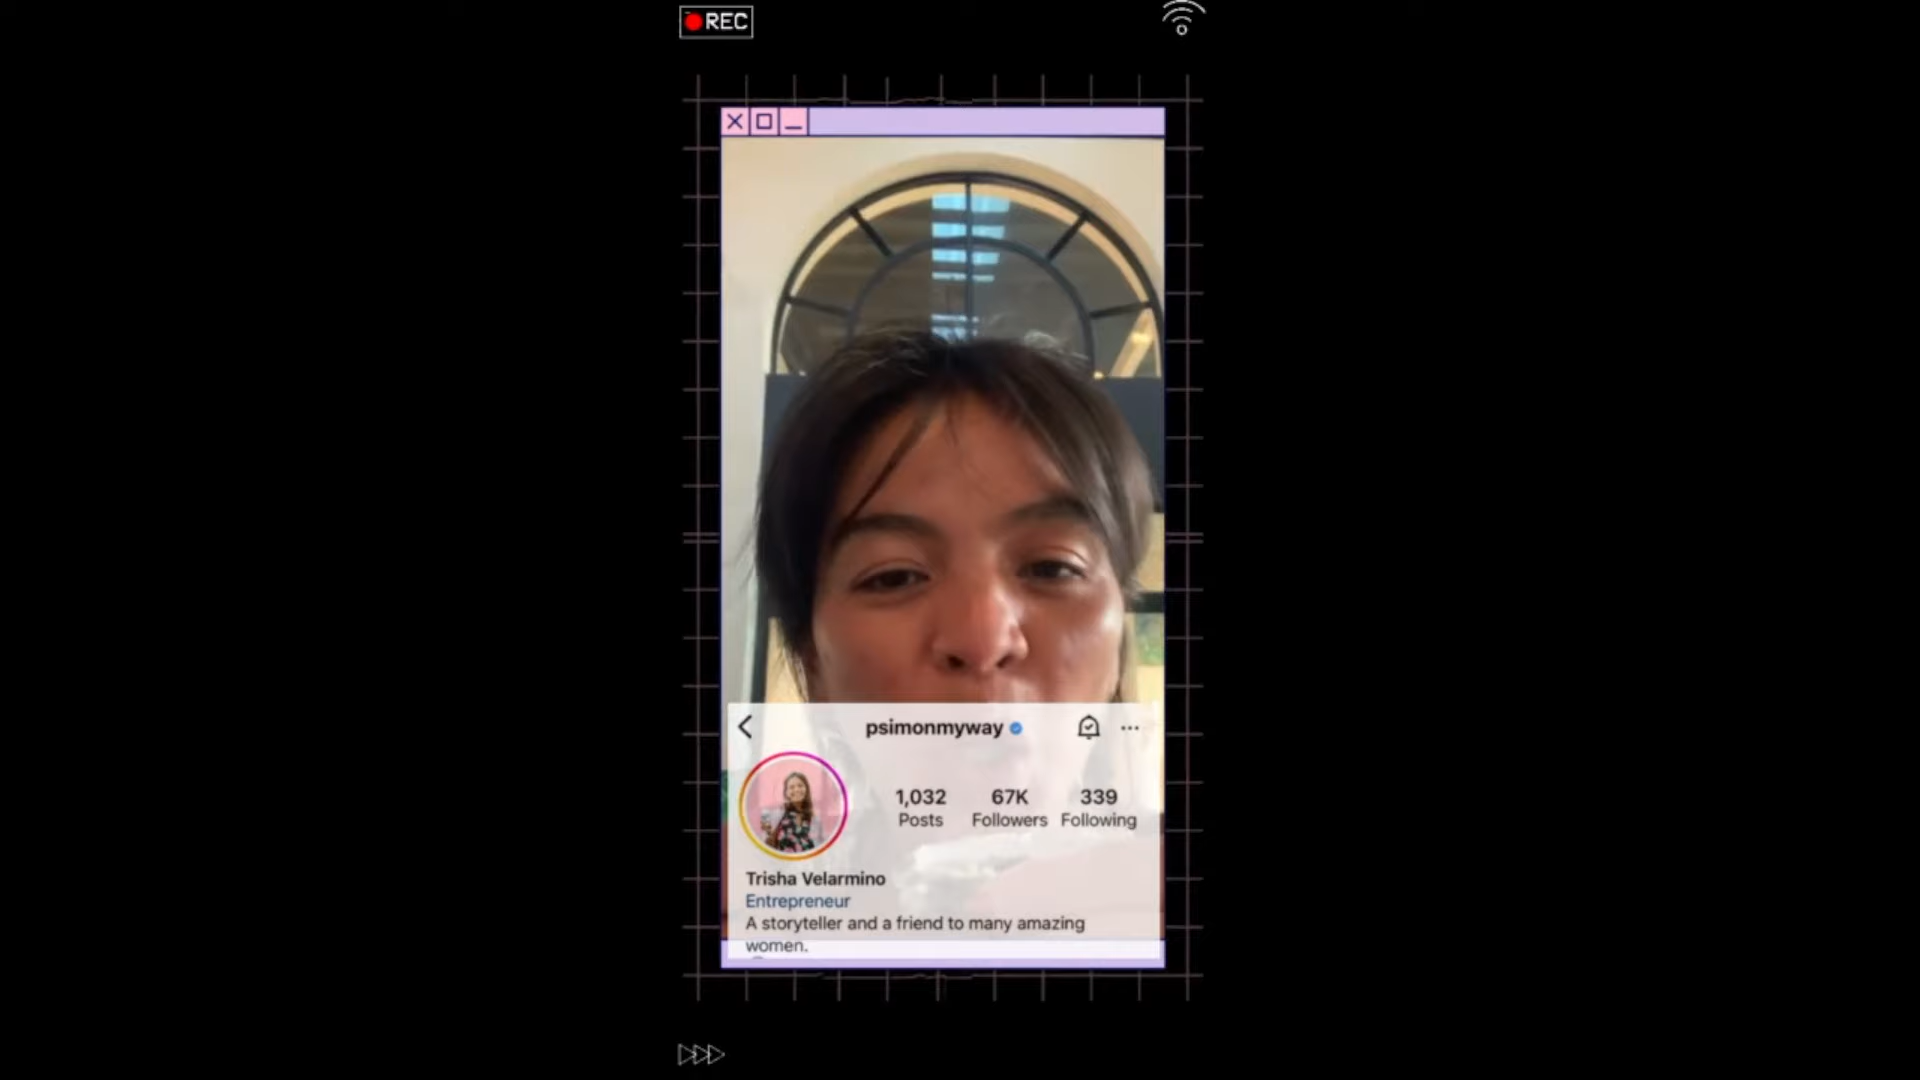 REC
psimonmyway
1,032 67K 339
Posts Followers Following
Trisha Velarmino
Entrepreneur
A storyteller and a friend to many amazing
women.